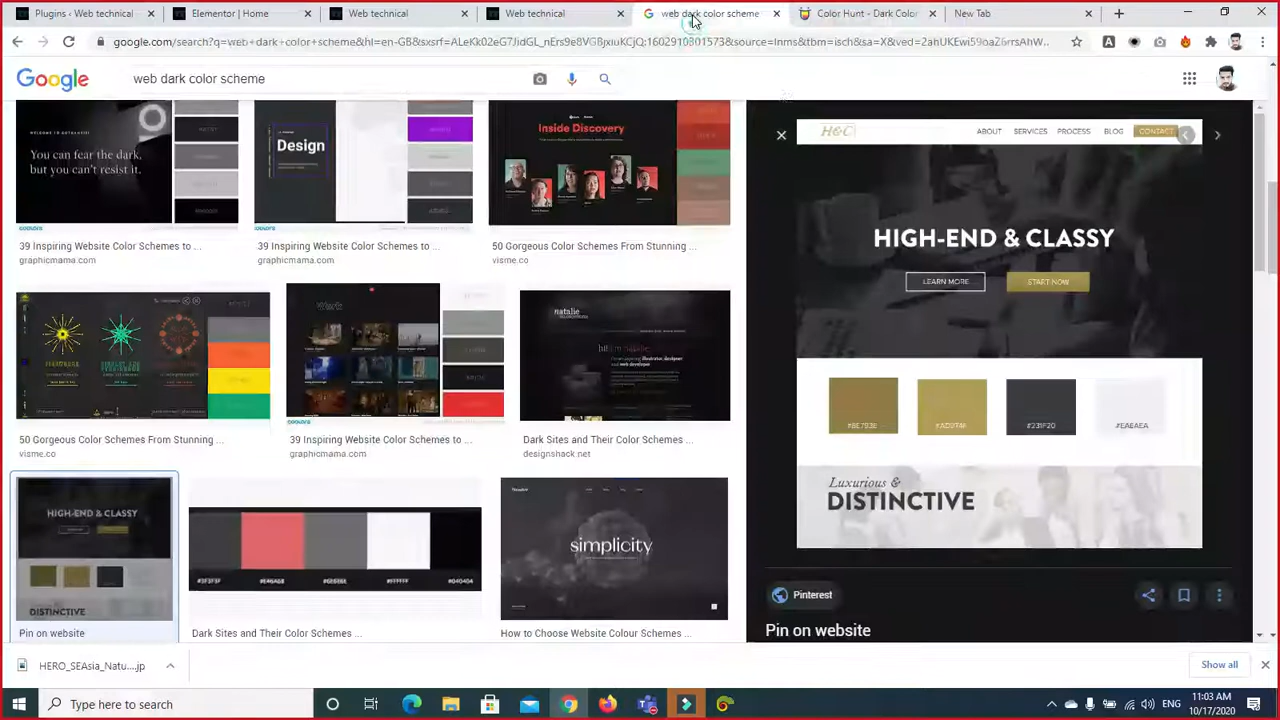 Plugins ‹ Web technical
Elementor | Home
Web technical
Web technical
web dark color scheme
Color Hunt - Dark Color
New Tab
Google
web dark color scheme
WELCOME TO GOTHAMSIE!
You can fear the dark,
but you can't resist it.
39 Inspiring Website Color Schemes to ...
graphicmama.com
Design
39 Inspiring Website Color Schemes to ...
graphicmama.com
Inside Discovery
50 Gorgeous Color Schemes From Stunning ...
visme.co
50 Gorgeous Color Schemes From Stunning ...
visme.co
39 Inspiring Website Color Schemes to ...
graphicmama.com
natalie
Dark Sites and Their Color Schemes ...
designshack.net
HIGH-END & CLASSY
DISTINCTIVE
Pin on website
#FFFFFF
Dark Sites and Their Color Schemes ...
simplicity
How to Choose Website Colour Schemes ...
H&C
ABOUT
SERVICES
PROCESS
BLOG
CONTACT
HIGH-END & CLASSY
LEARN MORE
START NOW
#231F20
#EAEAEA
Luxurious &
DISTINCTIVE
Pinterest
Pin on website
HERO_SEAsia_Natu....jp
Show all
Type here to search
ENG
11:03 AM
10/17/2020